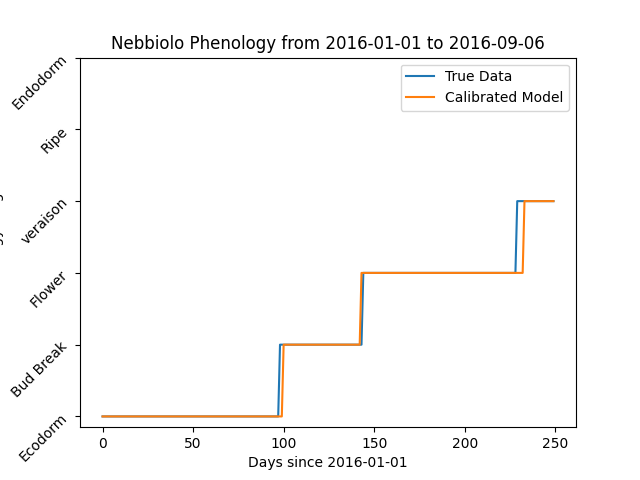 Nebbiolo Phenology from 2016-01-01 to 2016-09-06
True Data
Calibrated Model
Endodorm
Ripe
veraison
Flower
Bud Break
Ecodorm
0 50 100 150 200 250
Days since 2016-01-01